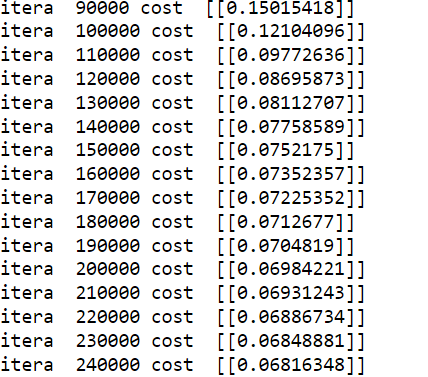 itera  90000 cost  [[0.15015418]]
itera  100000 cost  [[0.12104096]]
itera  110000 cost  [[0.09772636]]
itera  120000 cost  [[0.08695873]]
itera  130000 cost  [[0.08112707]]
itera  140000 cost  [[0.07758589]]
itera  150000 cost  [[0.0752175]]
itera  160000 cost  [[0.07352357]]
itera  170000 cost  [[0.07225352]]
itera  180000 cost  [[0.0712677]]
itera  190000 cost  [[0.0704819]]
itera  200000 cost  [[0.06984221]]
itera  210000 cost  [[0.06931243]]
itera  220000 cost  [[0.06886734]]
itera  230000 cost  [[0.06848881]]
itera  240000 cost  [[0.06816348]]